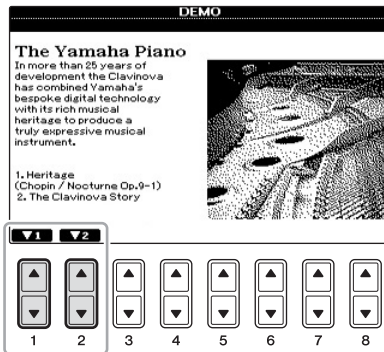 DEMO
The Yamaha Piano
In more than 25 years of
development the Clavinova
has combined Yamaha's
bespoke digital technology
with its rich musical
heritage to produce a
truly expressive musical
instrument.
1. Heritage
(Chopin / Nocturne Op.9-1)
2. The Clavinova Story
▼1 ▼2
1 2 3 4 5 6 7 8